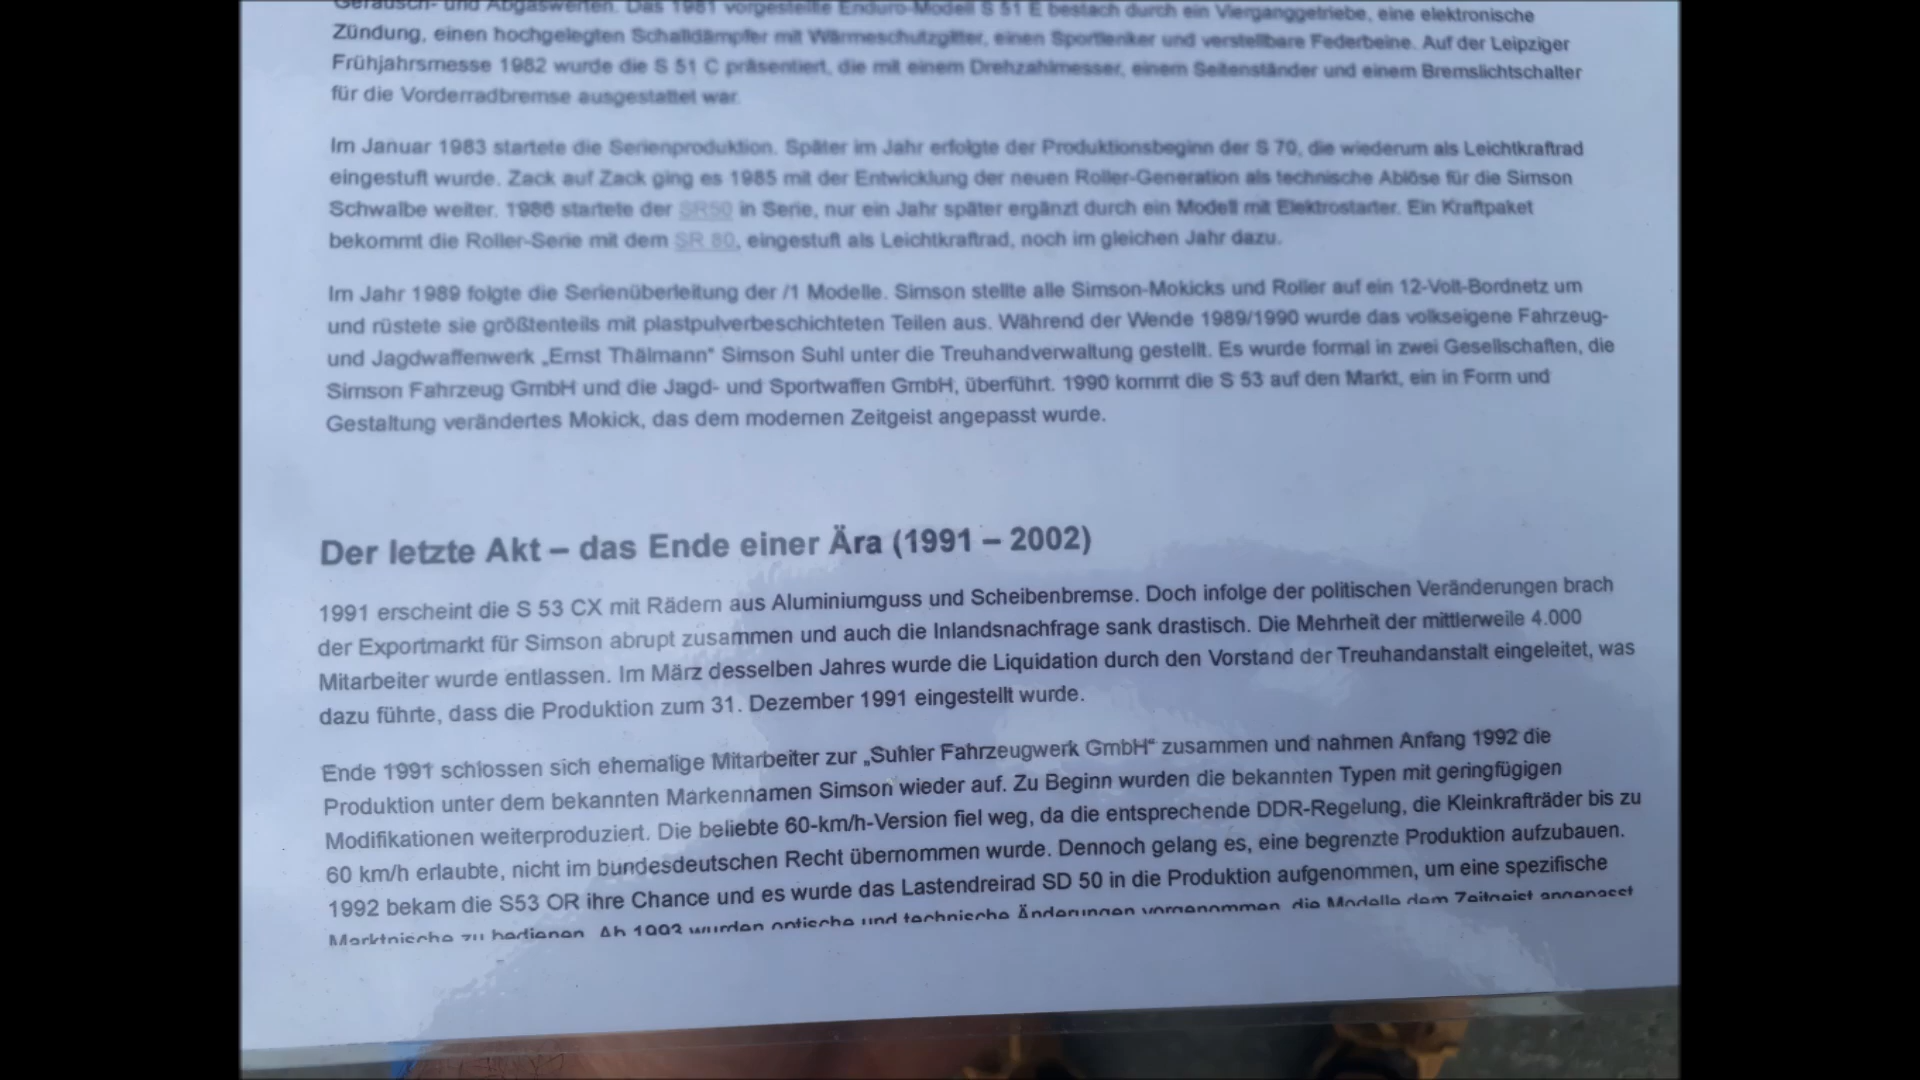 Geräusch- und Abgaswerten. Das 1981 vorgestellte Enduro-Modell S 51 E bestach durch ein Vierganggetriebe, eine elektronische
Zündung, einen hochgelegten Schalldämpfer mit Wärmeschutzgitter, einen Sportlenker und verstellbare Federbeine. Auf der Leipziger
Frühjahrsmesse 1982 wurde die S 51 C präsentiert, die mit einem Drehzahlmesser, einem Seitenständer und einem Bremslichtschalter
für die Vorderradbremse ausgestattet war.
Im Januar 1983 startete die Serienproduktion. Später im Jahr erfolgte der Produktionsbeginn der S 70, die wiederum als Leichtkraftrad
eingestuft wurde. Zack auf Zack ging es 1985 mit der Entwicklung der neuen Roller-Generation als technische Ablöse für die Simson
Schwalbe weiter. 1986 startete der SR50 in Serie, nur ein Jahr später ergänzt durch ein Modell mit Elektrostarter. Ein Kraftpaket
bekommt die Roller-Serie mit dem SR 80, eingestuft als Leichtkraftrad, noch im gleichen Jahr dazu.
Im Jahr 1989 folgte die Serienüberleitung der /1 Modelle. Simson stellte alle Simson-Mokicks und Roller auf ein 12-Volt-Bordnetz um
und rüstete sie größtenteils mit plastpulverbeschichteten Teilen aus. Während der Wende 1989/1990 wurde das volkseigene Fahrzeug-
und Jagdwaffenwerk „Ernst Thälmann“ Simson Suhl unter die Treuhandverwaltung gestellt. Es wurde formal in zwei Gesellschaften, die
Simson Fahrzeug GmbH und die Jagd- und Sportwaffen GmbH, überführt. 1990 kommt die S 53 auf den Markt, ein in Form und
Gestaltung verändertes Mokick, das dem modernen Zeitgeist angepasst wurde.
Der letzte Akt – das Ende einer Ära (1991 – 2002)
1991 erscheint die S 53 CX mit Rädern aus Aluminiumguss und Scheibenbremse. Doch infolge der politischen Veränderungen brach
der Exportmarkt für Simson abrupt zusammen und auch die Inlandsnachfrage sank drastisch. Die Mehrheit der mittlerweile 4.000
Mitarbeiter wurde entlassen. Im März desselben Jahres wurde die Liquidation durch den Vorstand der Treuhandanstalt eingeleitet, was
dazu führte, dass die Produktion zum 31. Dezember 1991 eingestellt wurde.
Ende 1991 schlossen sich ehemalige Mitarbeiter zur „Suhler Fahrzeugwerk GmbH“ zusammen und nahmen Anfang 1992 die
Produktion unter dem bekannten Markennamen Simson wieder auf. Zu Beginn wurden die bekannten Typen mit geringfügigen
Modifikationen weiterproduziert. Die beliebte 60-km/h-Version fiel weg, da die entsprechende DDR-Regelung, die Kleinkrafträder bis zu
60 km/h erlaubte, nicht im bundesdeutschen Recht übernommen wurde. Dennoch gelang es, eine begrenzte Produktion aufzubauen.
1992 bekam die S53 OR ihre Chance und es wurde das Lastendreirad SD 50 in die Produktion aufgenommen, um eine spezifische
Marktnische zu bedienen. Ab 1993 wurden optische und technische Änderungen vorgenommen, die Modelle dem Zeitgeist angepasst